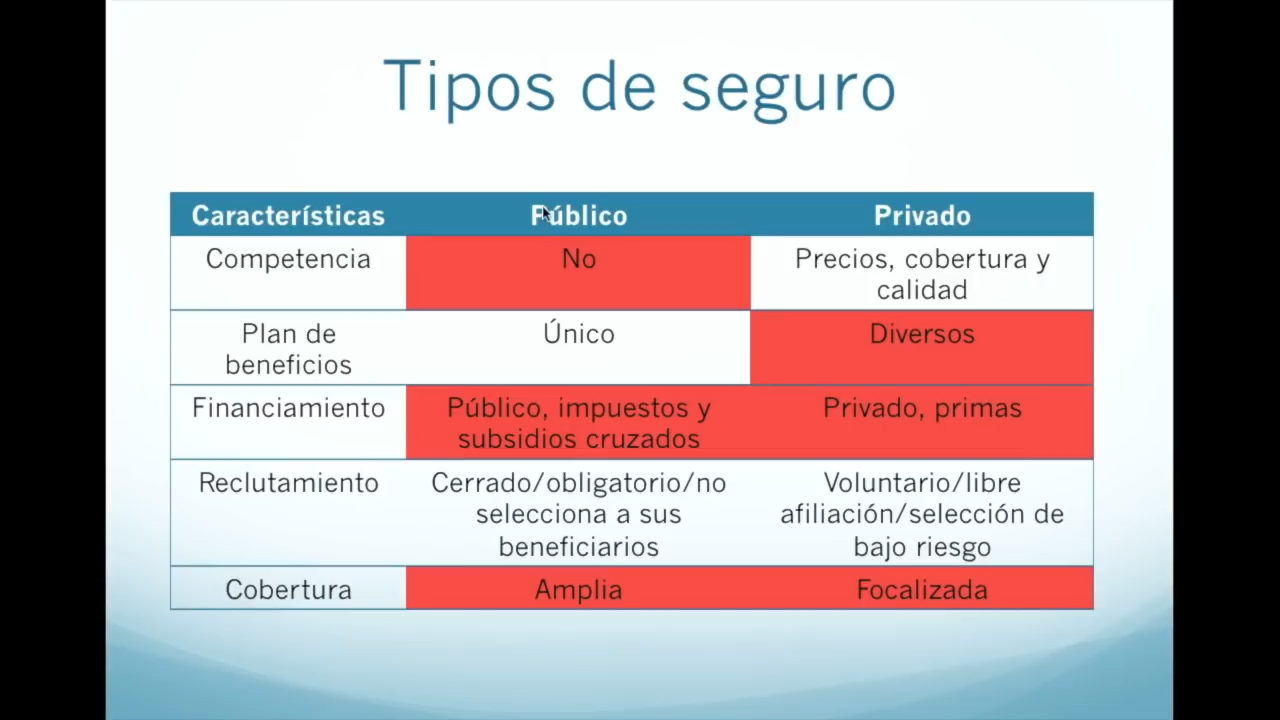 Tipos de seguro
Características Público Privado
Competencia No Precios, cobertura y
calidad
Plan de
beneficios Único Diversos
Financiamiento Público, impuestos y
subsidios cruzados Privado, primas
Reclutamiento Cerrado/obligatorio/no
selecciona a sus
beneficiarios Voluntario/libre
afiliación/selección de
bajo riesgo
Cobertura Amplia Focalizada